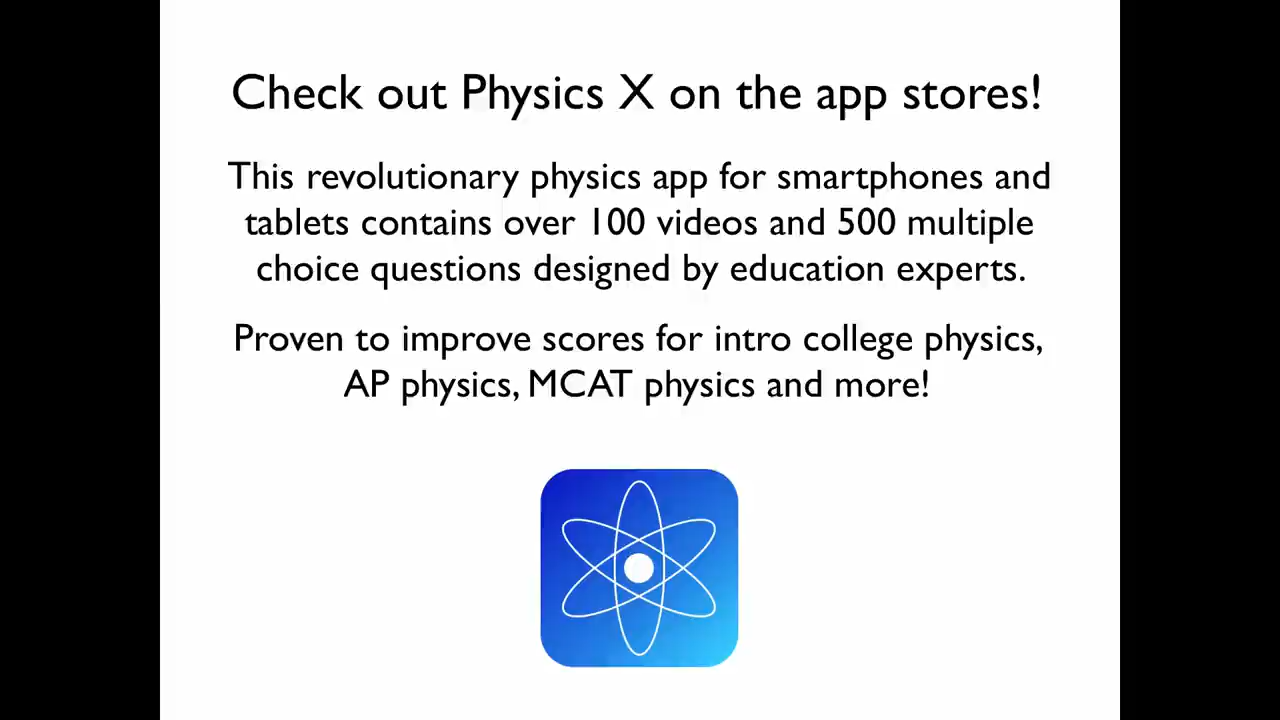 Check out Physics X on the app stores!
This revolutionary physics app for smartphones and
tablets contains over 100 videos and 500 multiple
choice questions designed by education experts.
Proven to improve scores for intro college physics,
AP physics, MCAT physics and more!